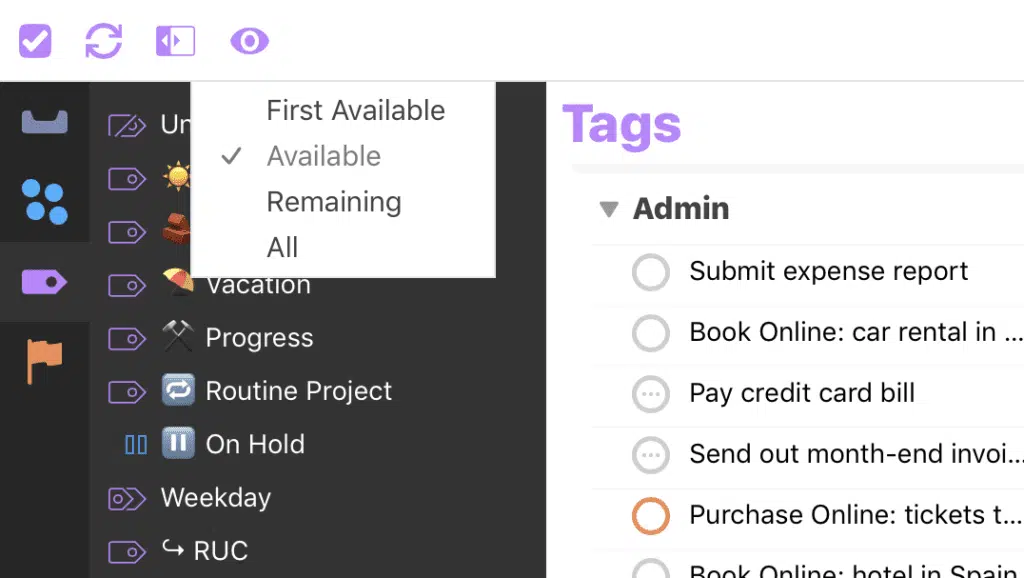 First Available
Available
Remaining
All
Un
Vacation
Progress
Routine Project
On Hold
Weekday
↪ RUC
Tags
Admin
Submit expense report
Book Online: car rental in ...
Pay credit card bill
Send out month-end invoi...
Purchase Online: tickets t...
Book Online: hotel in Spain